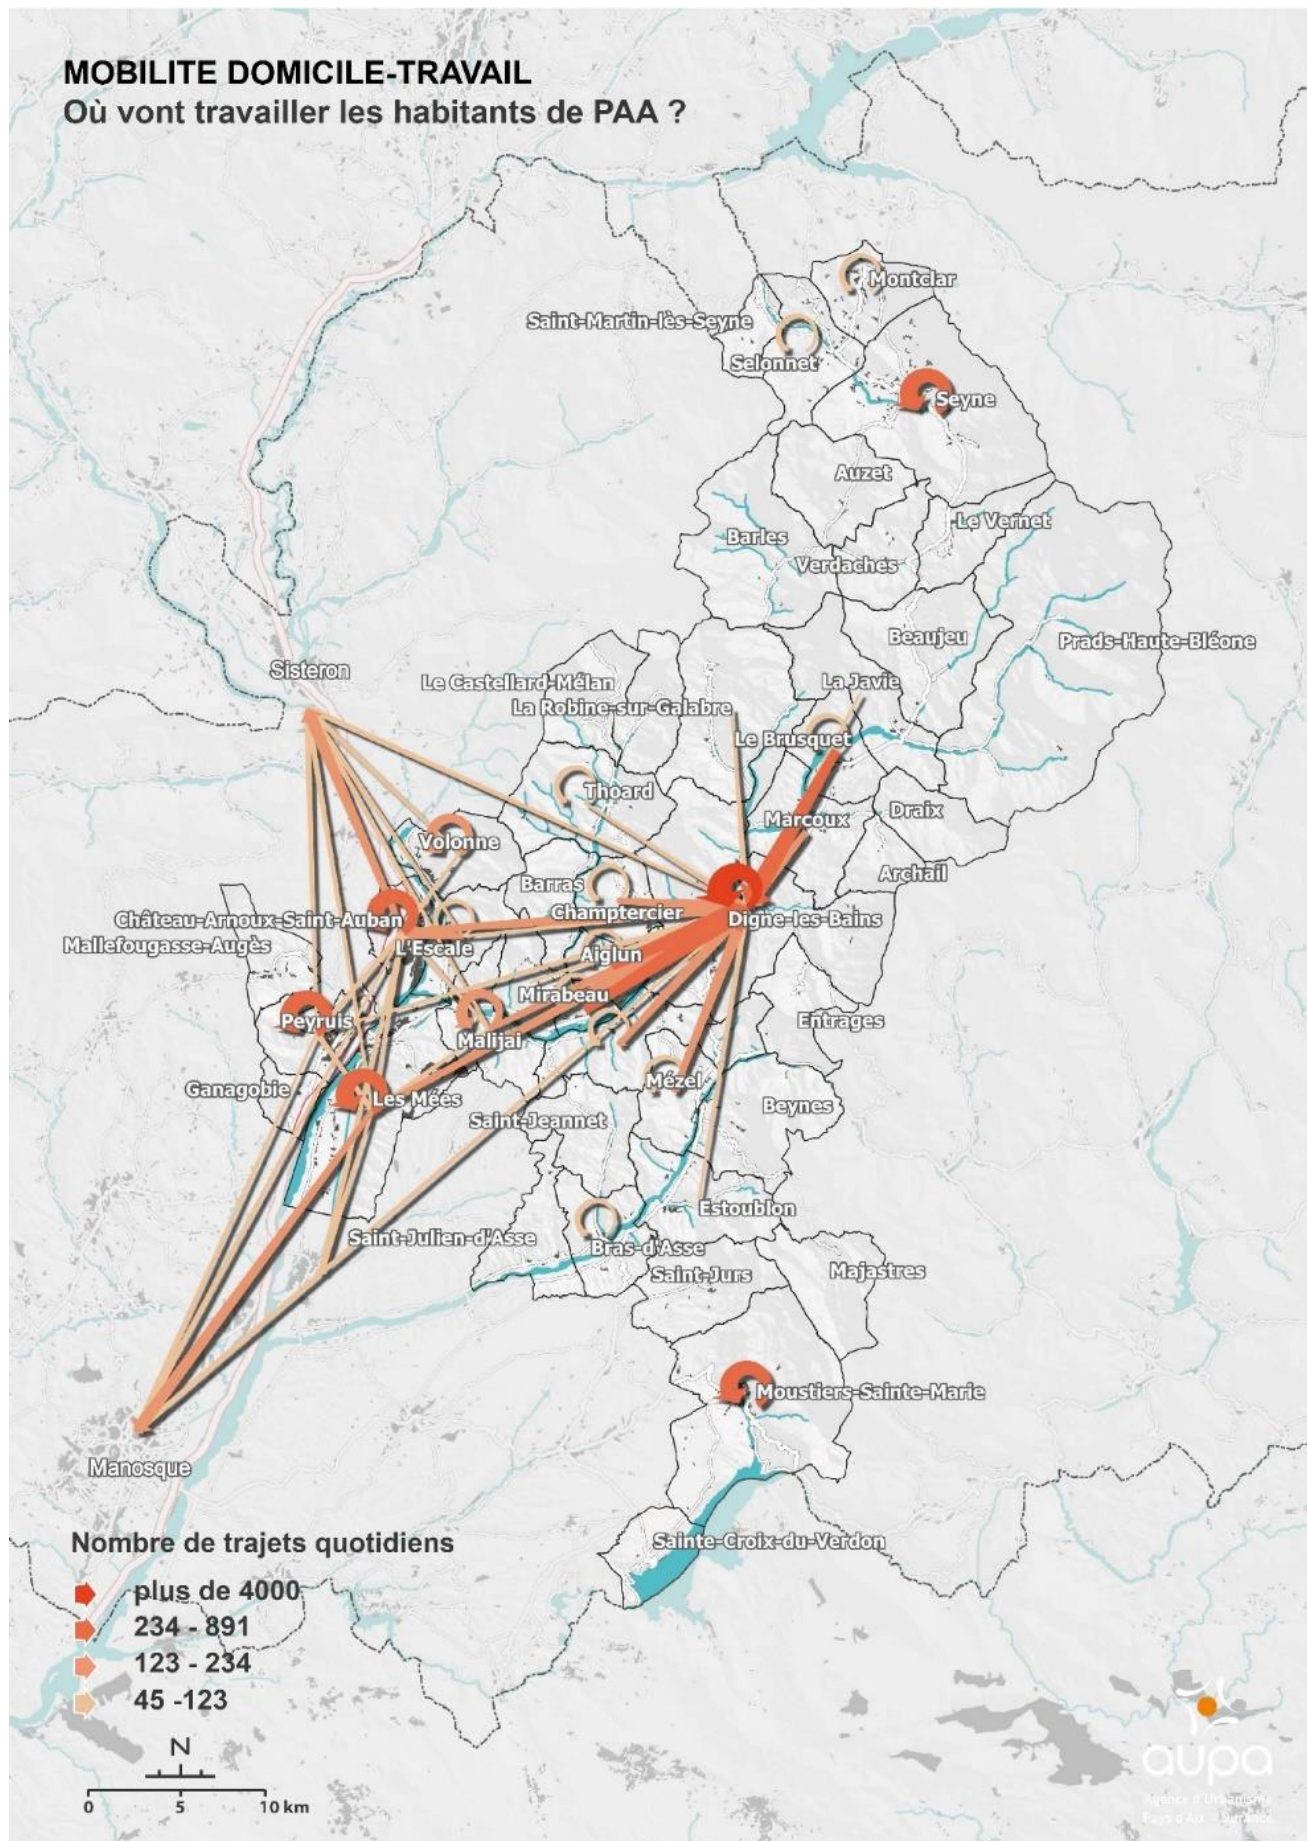 MOBILITE DOMICILE-TRAVAIL
Où vont travailler les habitants de PAA ?
Montclar
Saint-Martin-lès-Seyne
Selonnet
Seyne
Auzet
Le Vernet
Barles
Verdaches
Beaujeu
Prads-Haute-Bléone
Sisteron
Le Castellard-Mélan
La Javie
La Robine-sur-Galabre
Le Brusquet
Thoard
Draix
Marcoux
Volonne
Archail
Barras
Champtercier
Château-Arnoux-Saint-Auban
Digne-les-Bains
Mallefougasse-Augès
L'Escale
Aiglun
Mirabeau
Peyruis
Entrages
Malijai
Mézel
Ganagobie
Les Mées
Beynes
Saint-Jeannet
Estoublon
Saint-Julien-d'Asse
Bras-d'Asse
Saint-Jurs
Majastres
Moustiers-Sainte-Marie
Manosque
Sainte-Croix-du-Verdon
Nombre de trajets quotidiens
plus de 4000
234 - 891
123 - 234
45 -123
N
0 5 10 km
aupa
Agence d'Urbanisme
Pays d'Aix - Durance